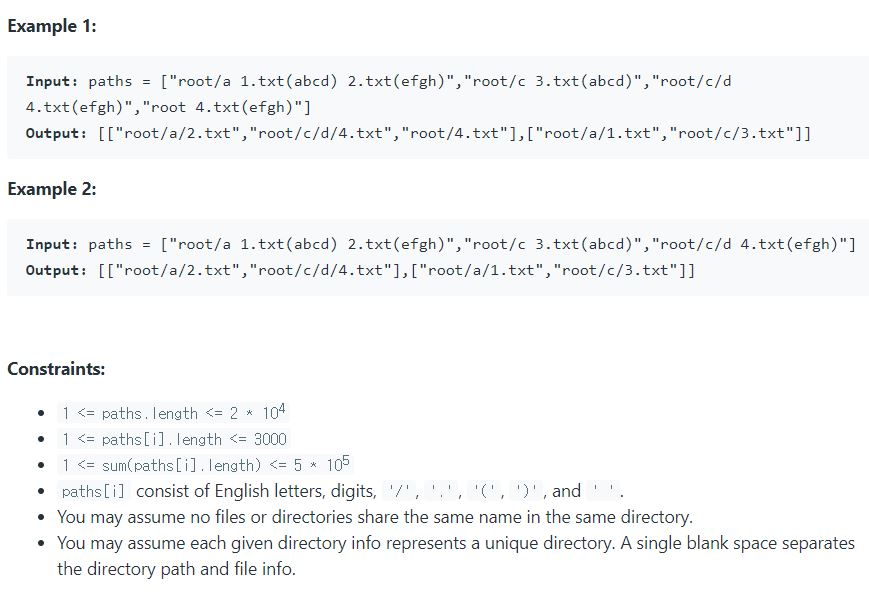 Example 1:
Input: paths = ["root/a 1.txt(abcd) 2.txt(efgh)","root/c 3.txt(abcd)","root/c/d
4.txt(efgh)","root 4.txt(efgh)"]
Output: [["root/a/2.txt","root/c/d/4.txt","root/4.txt"],["root/a/1.txt","root/c/3.txt"]]
Example 2:
Input: paths = ["root/a 1.txt(abcd) 2.txt(efgh)","root/c 3.txt(abcd)","root/c/d 4.txt(efgh)"]
Output: [["root/a/2.txt","root/c/d/4.txt"],["root/a/1.txt","root/c/3.txt"]]
Constraints:
• 1 <= paths.length <= 2 * 10⁴
• 1 <= paths[i].length <= 3000
• 1 <= sum(paths[i].length) <= 5 * 10⁵
• paths[i] consist of English letters, digits, '/', '.', '(', ')', and ' '.
• You may assume no files or directories share the same name in the same directory.
• You may assume each given directory info represents a unique directory. A single blank space separates
the directory path and file info.